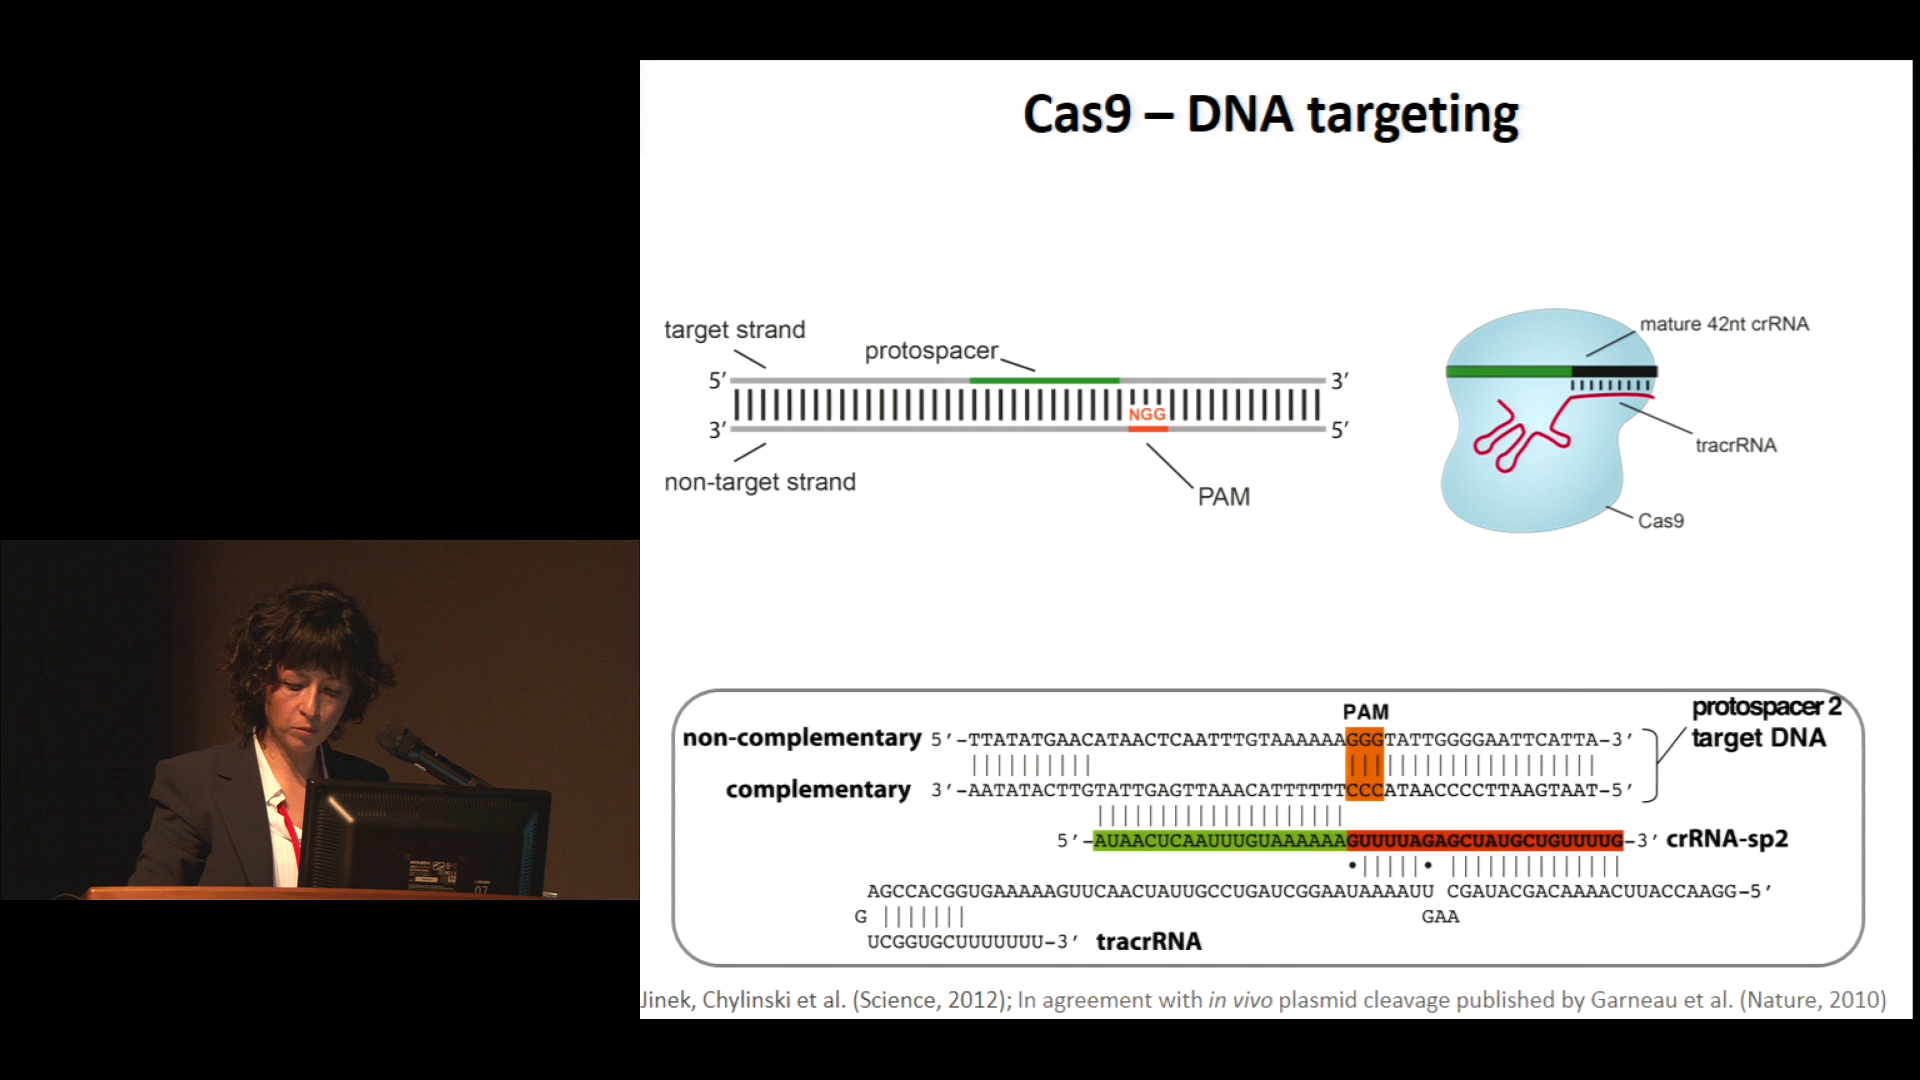 Cas9 – DNA targeting
target strand
protospacer
5′ 3′
NGG
3′ 5′
non-target strand
PAM
mature 42nt crRNA
tracrRNA
Cas9
PAM
protospacer 2
target DNA
non-complementary 5′-TTATATGAACATAACTCAATTTGTAAAAAAGGGTATTGGGGAATTCATTA-3′
complementary 3′-AATATACTTGTATTGAGTTAAACATTTTTTCCCATAACCCCTTAAGTAAT-5′
5′-AUAACUCAAUUUGUAAAAAAGUUUUAGAGCUAUGCUGUUUUG-3′ crRNA-sp2
AGCCACGGUGAAAAAGUUCAACUAUUGCCUGAUCGGAAUAAAAUU CGAUACGACAAAACUUACCAAGG-5′
G GAA
UCGGUGCUUUUUUU-3′ tracrRNA
Jinek, Chylinski et al. (Science, 2012); In agreement with in vivo plasmid cleavage published by Garneau et al. (Nature, 2010)
07